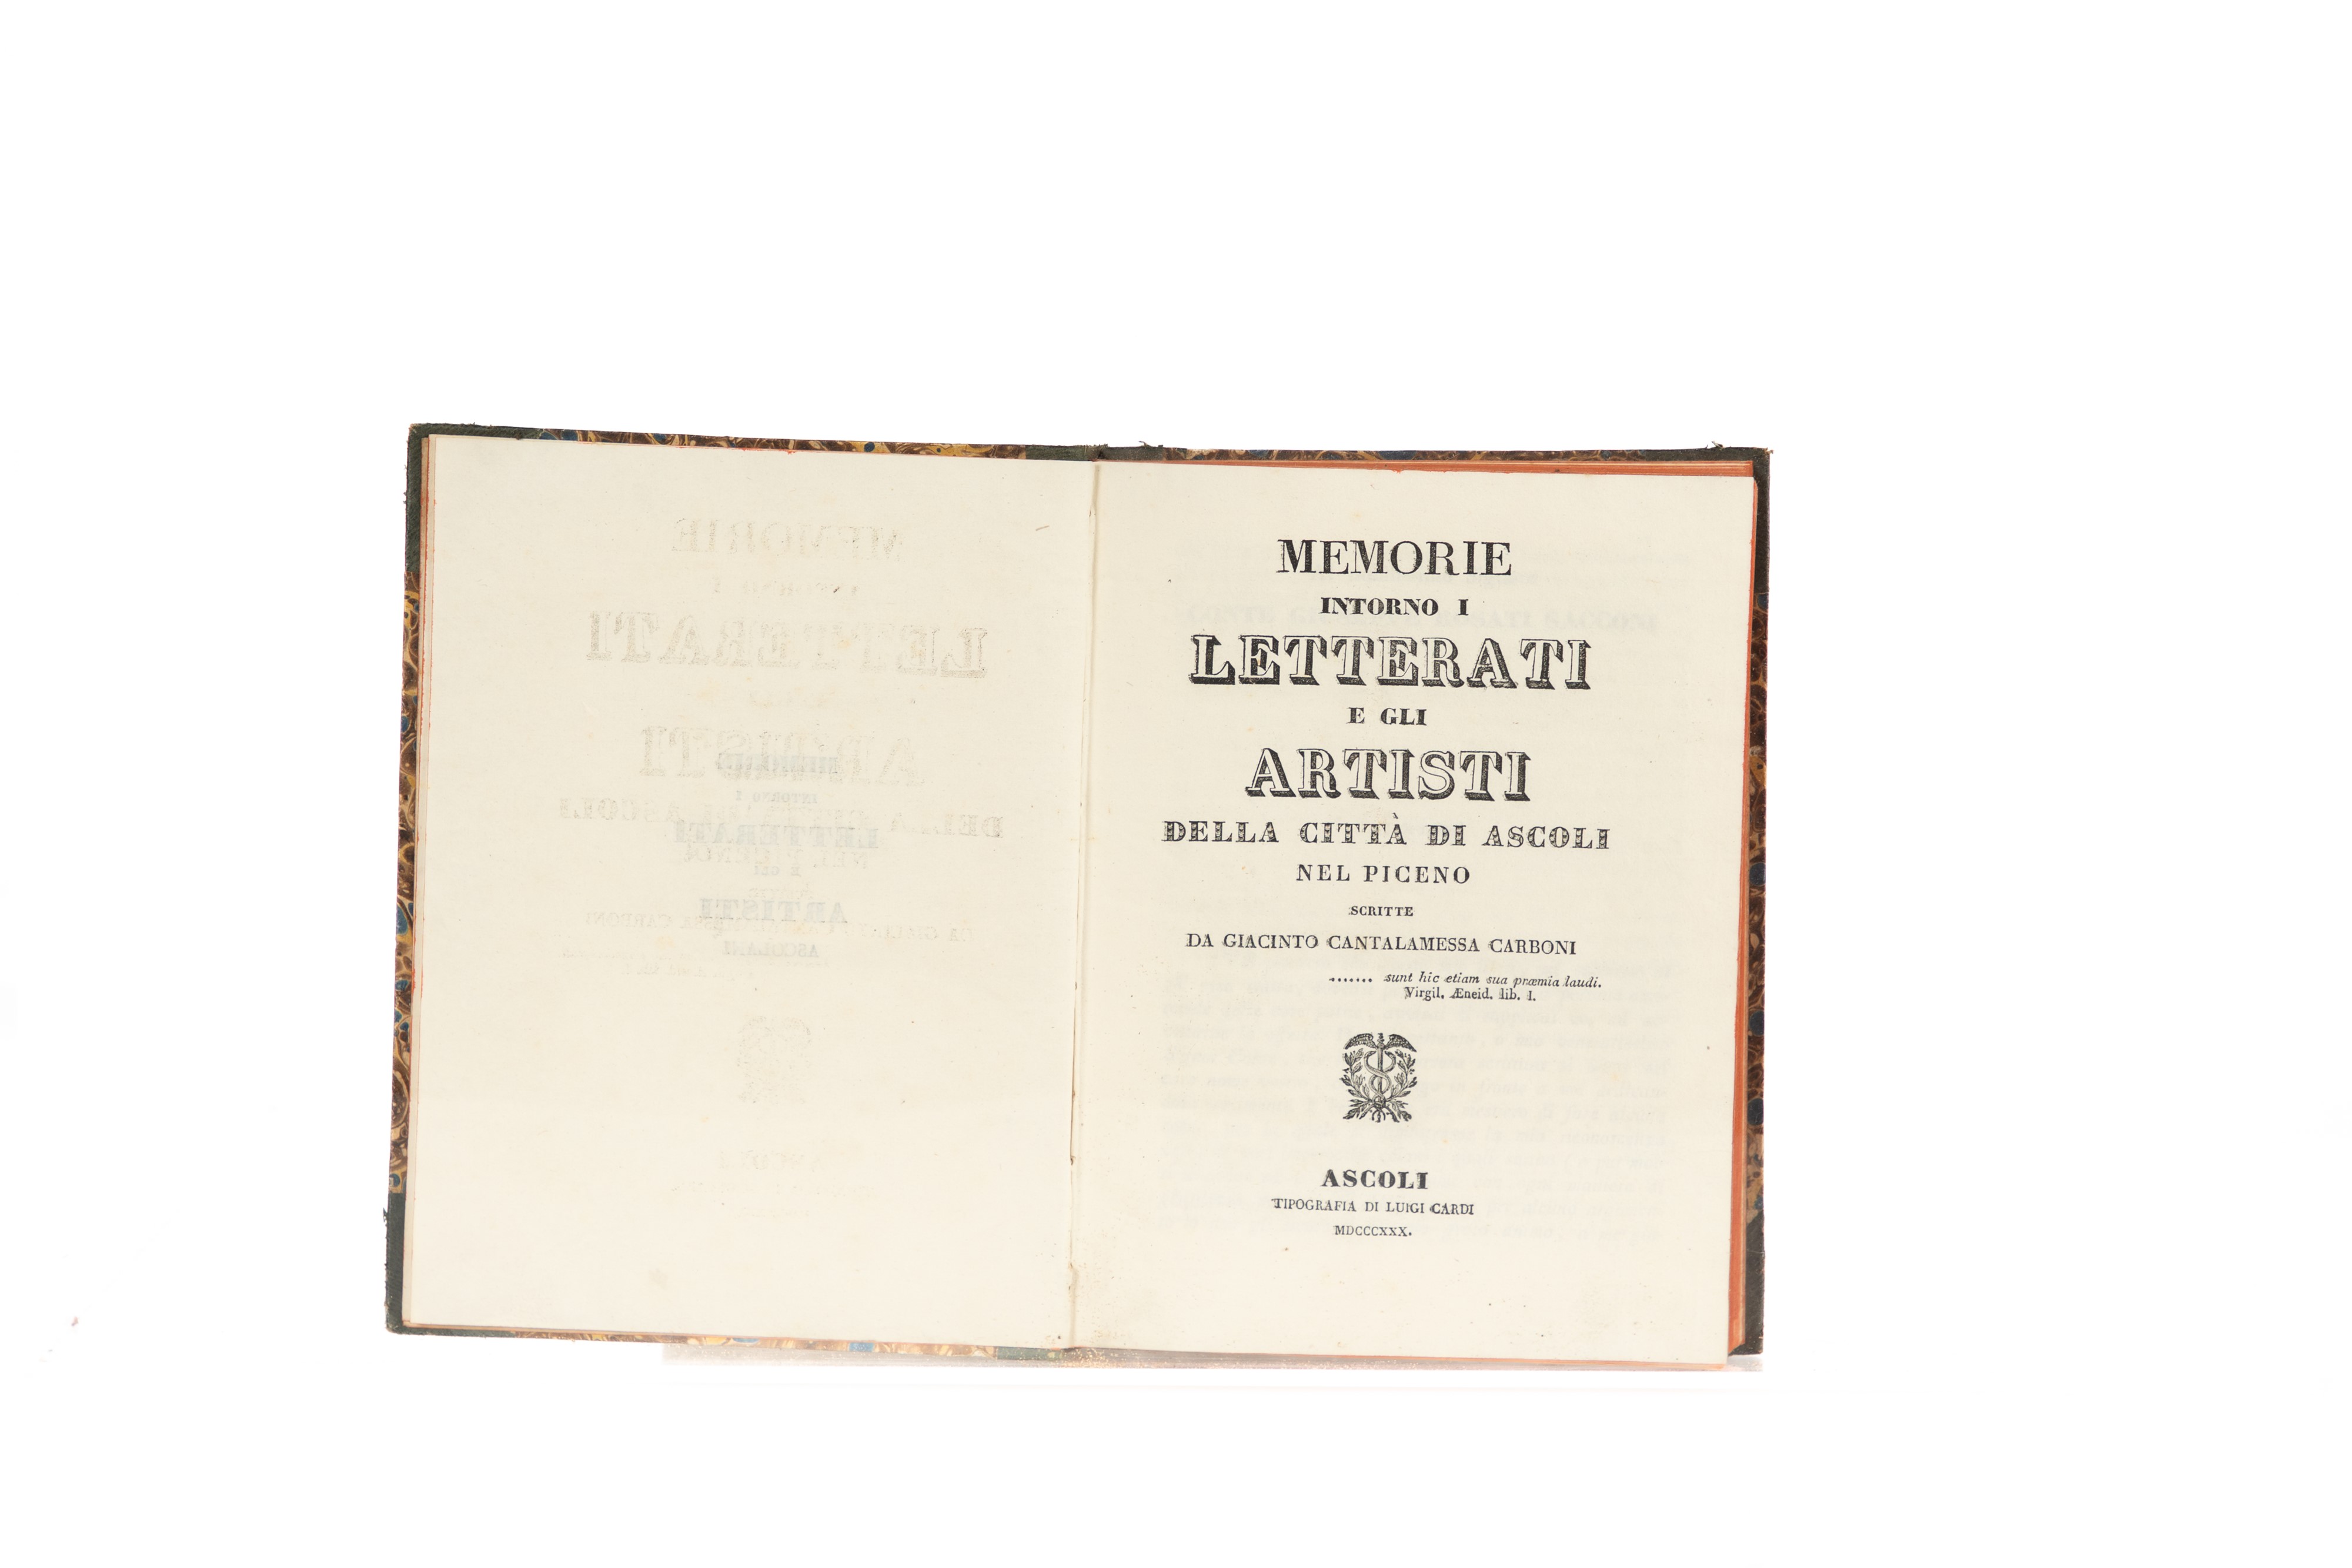 MEMORIE
INTORNO I
LETTERATI
E GLI
ARTISTI
DELLA CITTÀ DI ASCOLI
NEL PICENO
SCRITTE
DA GIACINTO CANTALAMESSA CARBONI
....... sunt hic etiam sua præmia laudi.
Virgil. Æneid. lib. 1.
ASCOLI
TIPOGRAFIA DI LUIGI CARDI
MDCCCXXX.